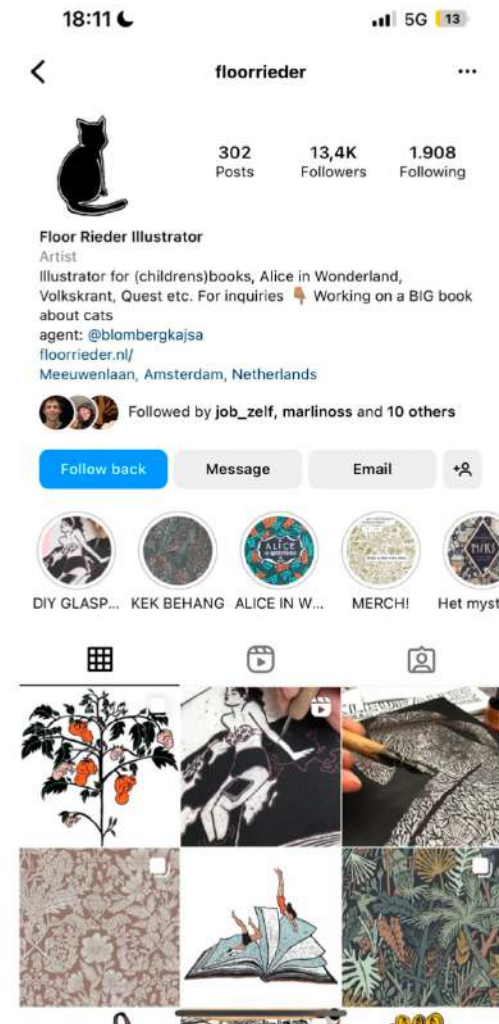 18:11
5G 13
floorrieder
302 13,4K 1.908
Posts Followers Following
Floor Rieder Illustrator
Artist
Illustrator for (childrens)books, Alice in Wonderland,
Volkskrant, Quest etc. For inquiries 👇🏽 Working on a BIG book
about cats
agent: @blombergkajsa
floorrieder.nl/
Meeuwenlaan, Amsterdam, Netherlands
Followed by job_zelf, marlinoss and 10 others
Follow back Message Email
ALICE
DIY GLASP... KEK BEHANG ALICE IN W... MERCH! Het myst